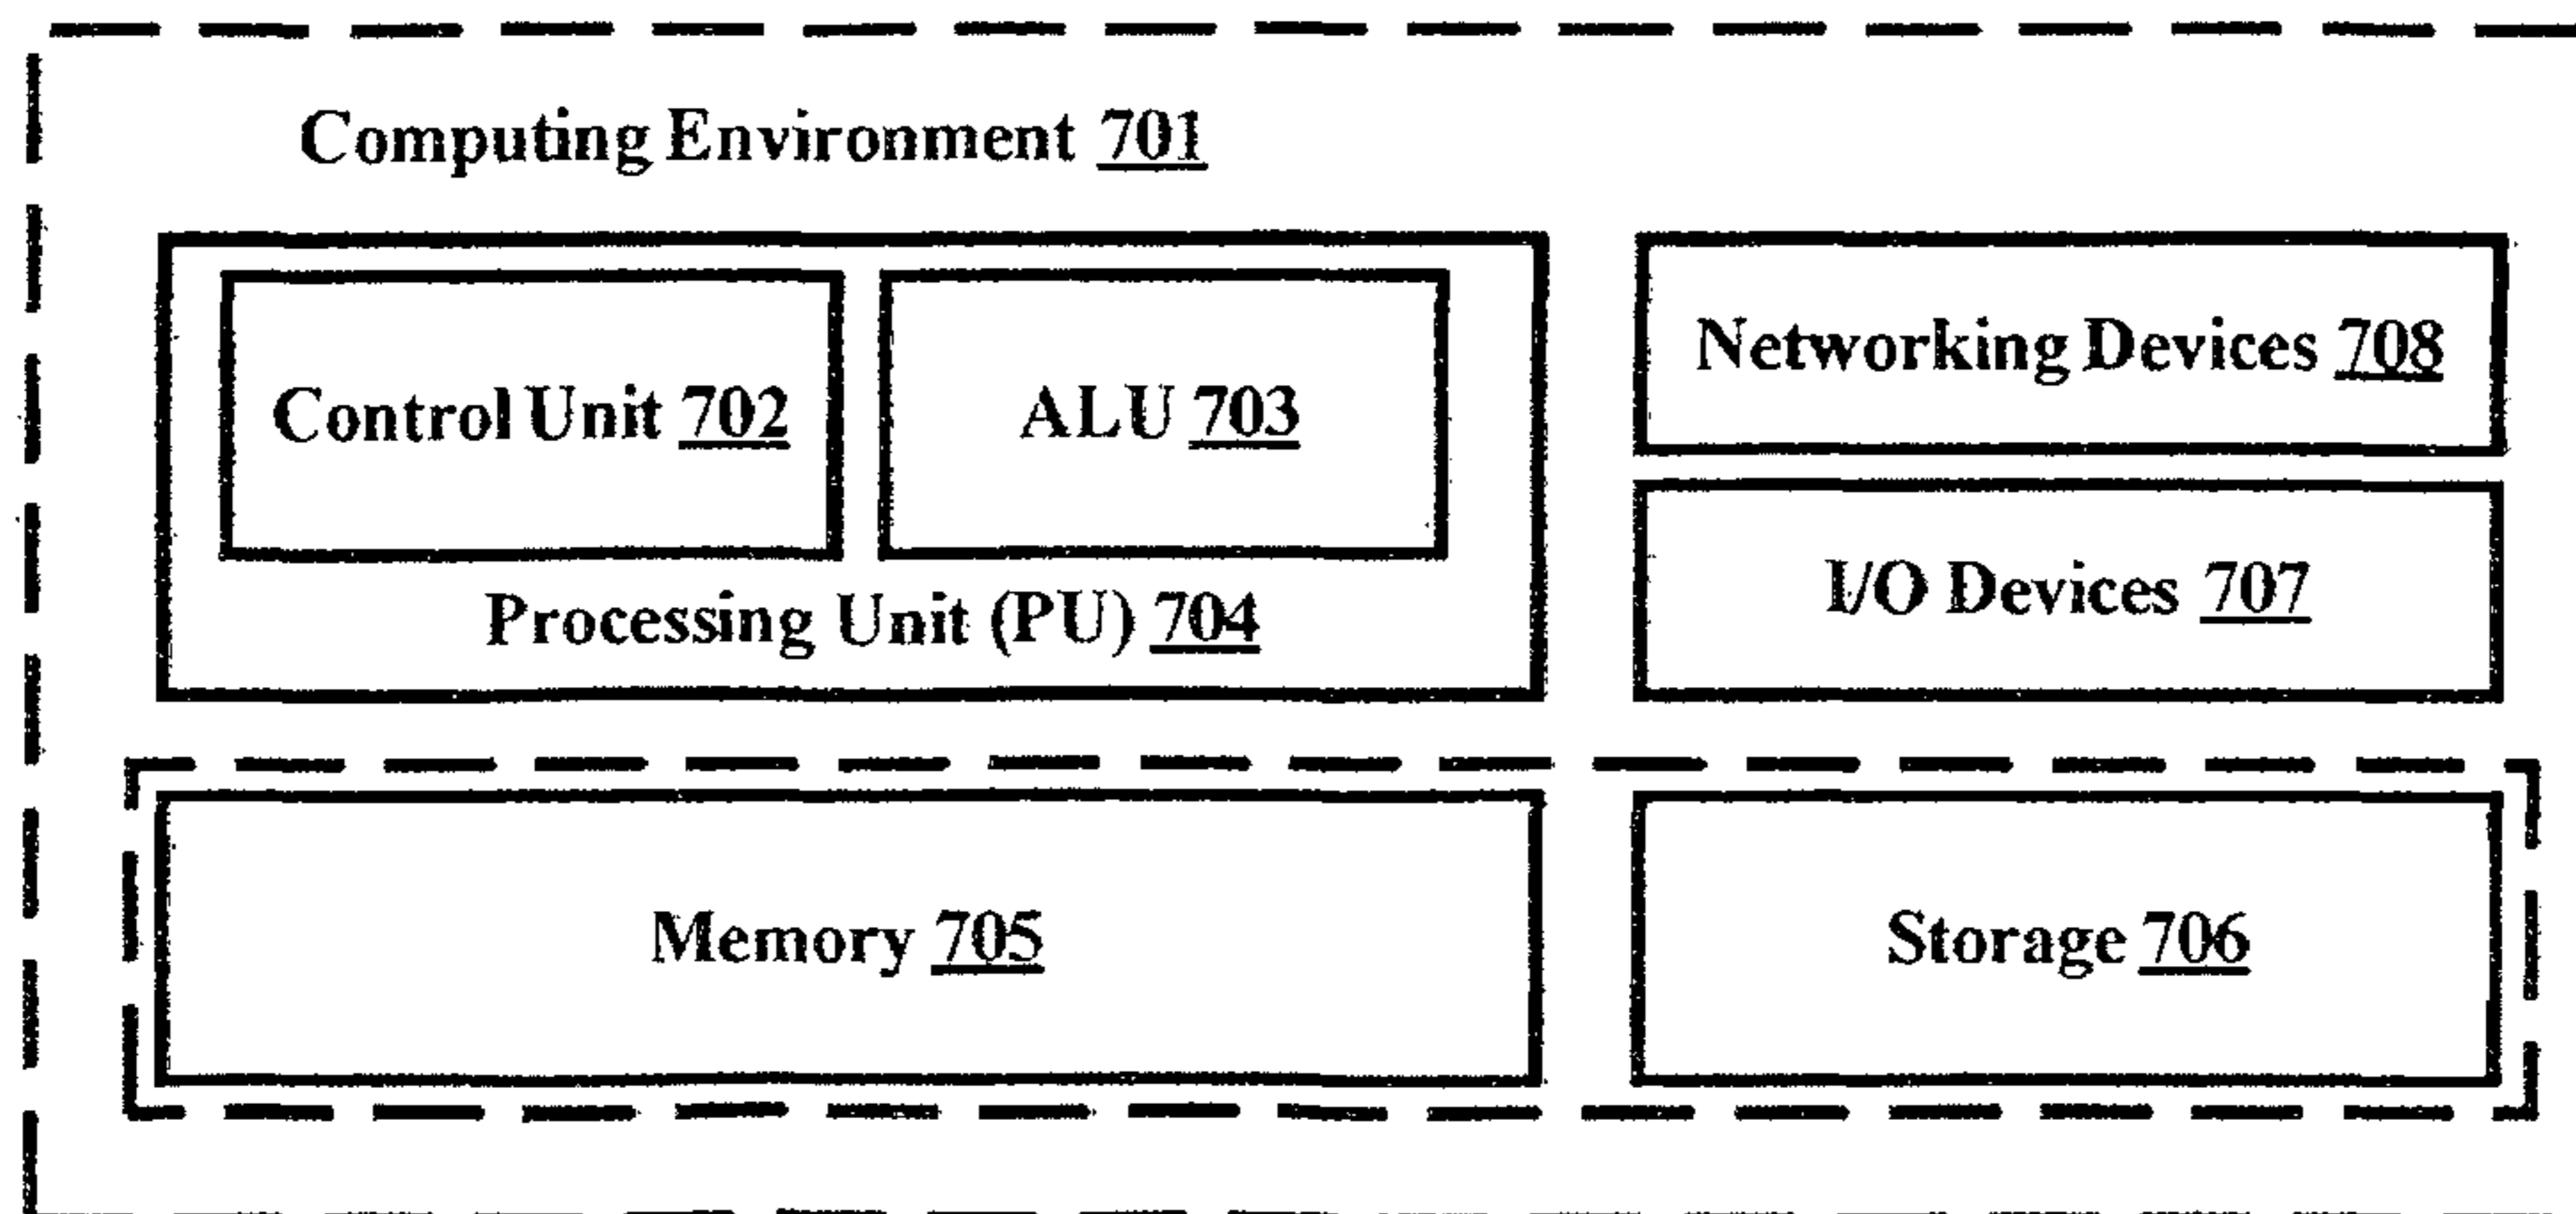 Computing Environment 701
Control Unit 702
ALU 703
Processing Unit (PU) 704
Networking Devices 708
I/O Devices 707
Memory 705
Storage 706